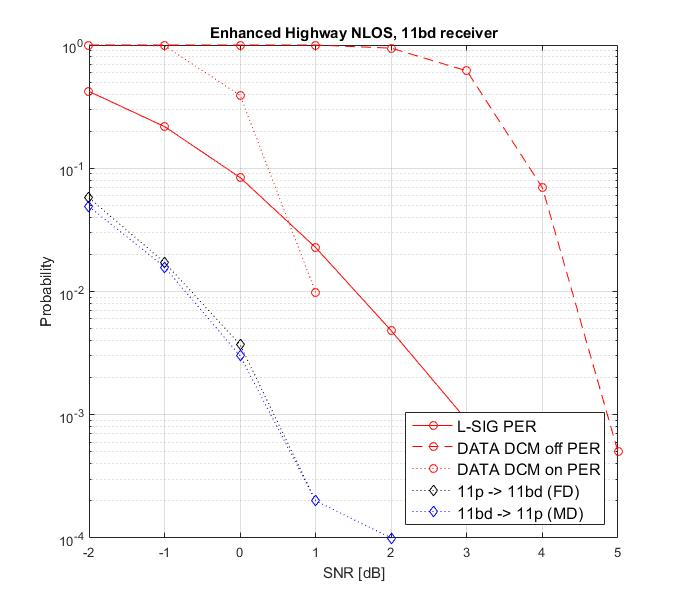 Enhanced Highway NLOS, 11bd receiver
10^0
10^-1
10^-2
10^-3
10^-4
Probability
-2 -1 0 1 2 3 4 5
SNR [dB]
L-SIG PER
DATA DCM off PER
DATA DCM on PER
11p -> 11bd (FD)
11bd -> 11p (MD)